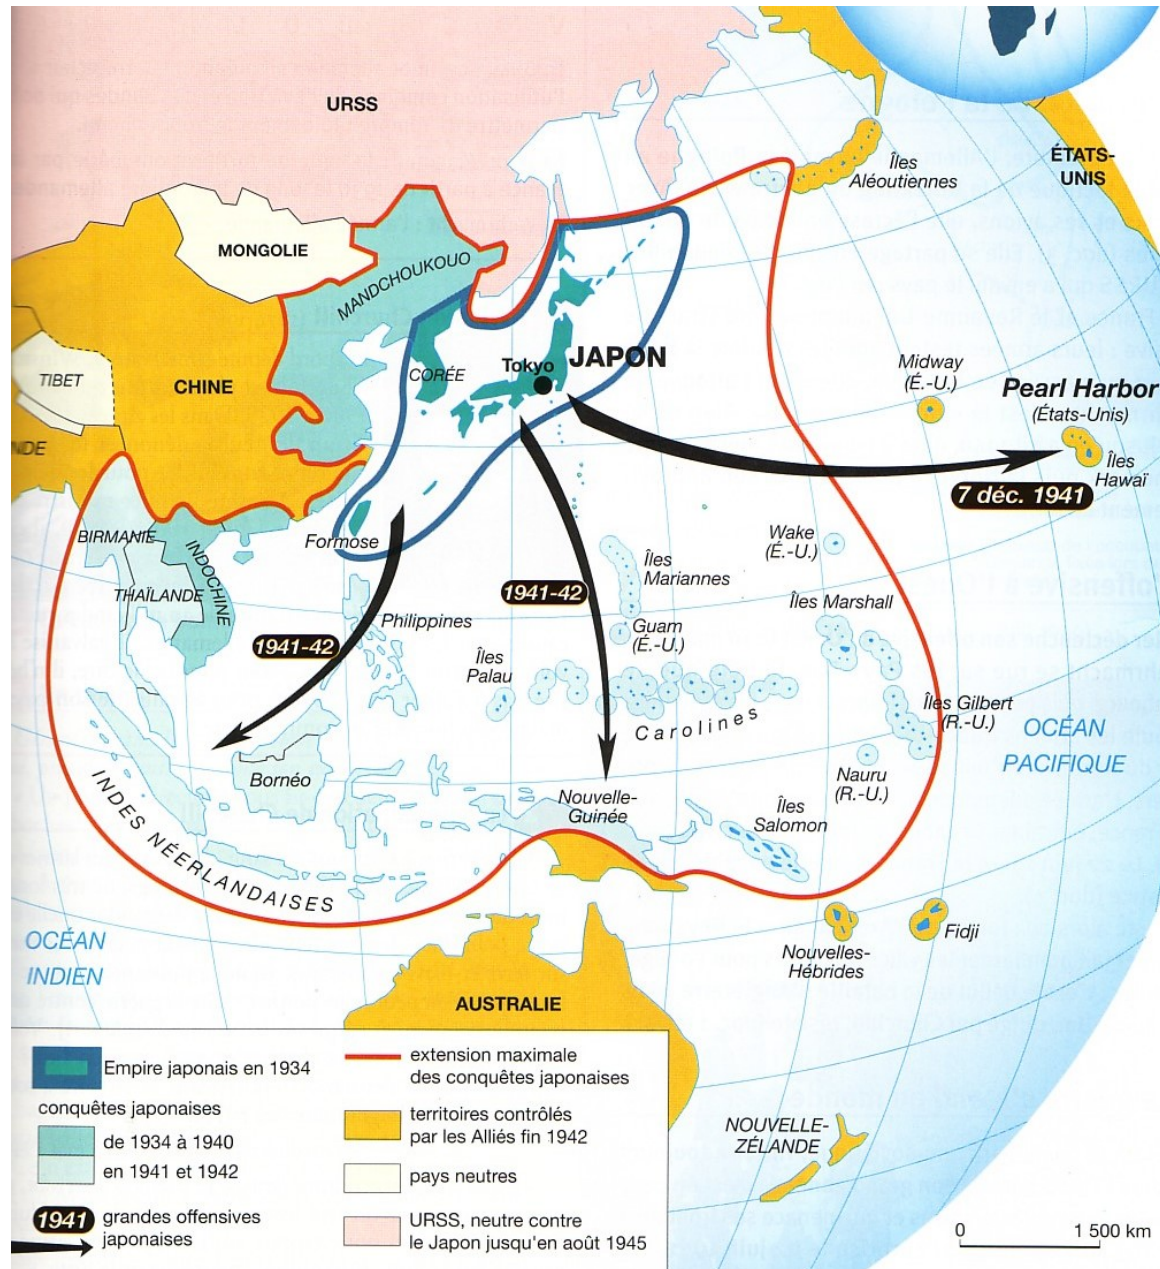 URSS
ÉTATS-
UNIS
Îles
Aléoutiennes
MONGOLIE
MANDCHOUKOUO
TIBET
CHINE
CORÉE
Tokyo
JAPON
Midway
(É.-U.)
Pearl Harbor
(États-Unis)
Îles
Hawaï
NDE
7 déc. 1941
BIRMANIE
INDOCHINE
THAÏLANDE
Formose
Wake
(É.-U.)
Îles
Mariannes
1941-42
Îles Marshall
Philippines
Guam
(É.-U.)
1941-42
Îles
Palau
Carolines
Îles Gilbert
(R.-U.)
OCÉAN
PACIFIQUE
Bornéo
Nauru
(R.-U.)
Nouvelle-
Guinée
Îles
Salomon
INDES NÉERLANDAISES
OCÉAN
INDIEN
Nouvelles-
Hébrides
Fidji
AUSTRALIE
NOUVELLE-
ZÉLANDE
Empire japonais en 1934
conquêtes japonaises
de 1934 à 1940
en 1941 et 1942
1941 grandes offensives
japonaises
extension maximale
des conquêtes japonaises
territoires contrôlés
par les Alliés fin 1942
pays neutres
URSS, neutre contre
le Japon jusqu'en août 1945
0 1 500 km